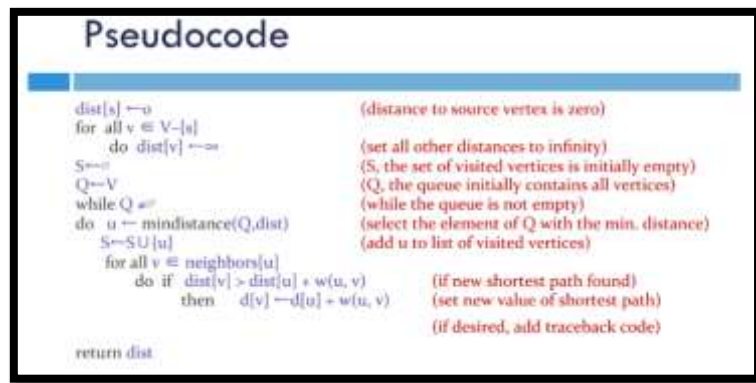 Pseudocode
dist[s] ←o (distance to source vertex is zero)
for all v ∈ V–{s}
do dist[v] ←∞ (set all other distances to infinity)
S←∅ (S, the set of visited vertices is initially empty)
Q←V (Q, the queue initially contains all vertices)
while Q ≠∅ (while the queue is not empty)
do u ← mindistance(Q,dist) (select the element of Q with the min. distance)
S←S∪{u} (add u to list of visited vertices)
for all v ∈ neighbors[u]
do if dist[v] > dist[u] + w(u, v) (if new shortest path found)
then d[v] ←d[u] + w(u, v) (set new value of shortest path)
(if desired, add traceback code)
return dist